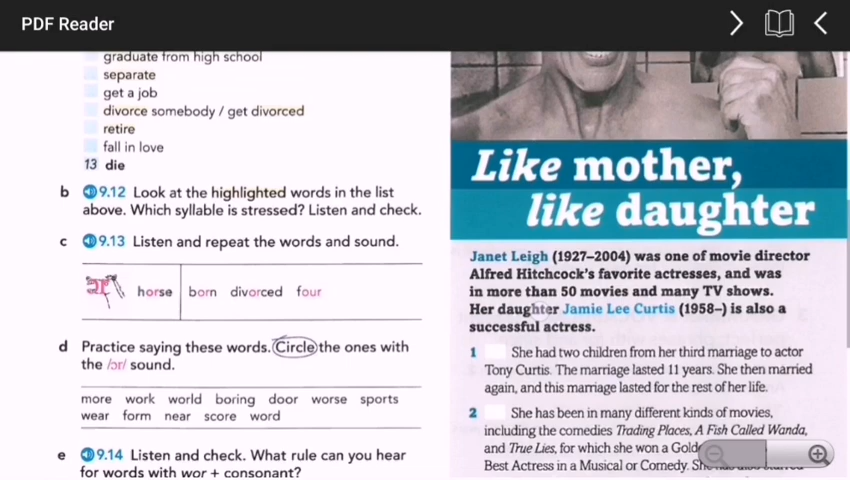 PDF Reader
graduate from high school
separate
get a job
divorce somebody / get divorced
retire
fall in love
13 die
b 9.12 Look at the highlighted words in the list
above. Which syllable is stressed? Listen and check.
c 9.13 Listen and repeat the words and sound.
horse born divorced four
d Practice saying these words. Circle the ones with
the /ɔr/ sound.
more work world boring door worse sports
wear form near score word
e 9.14 Listen and check. What rule can you hear
for words with wor + consonant?
Like mother,
like daughter
Janet Leigh (1927–2004) was one of movie director
Alfred Hitchcock's favorite actresses, and was
in more than 50 movies and many TV shows.
Her daughter Jamie Lee Curtis (1958–) is also a
successful actress.
1 She had two children from her third marriage to actor
Tony Curtis. The marriage lasted 11 years. She then married
again, and this marriage lasted for the rest of her life.
2 She has been in many different kinds of movies,
including the comedies Trading Places, A Fish Called Wanda,
and True Lies, for which she won a
Best Actress in a Musical or Comedy.